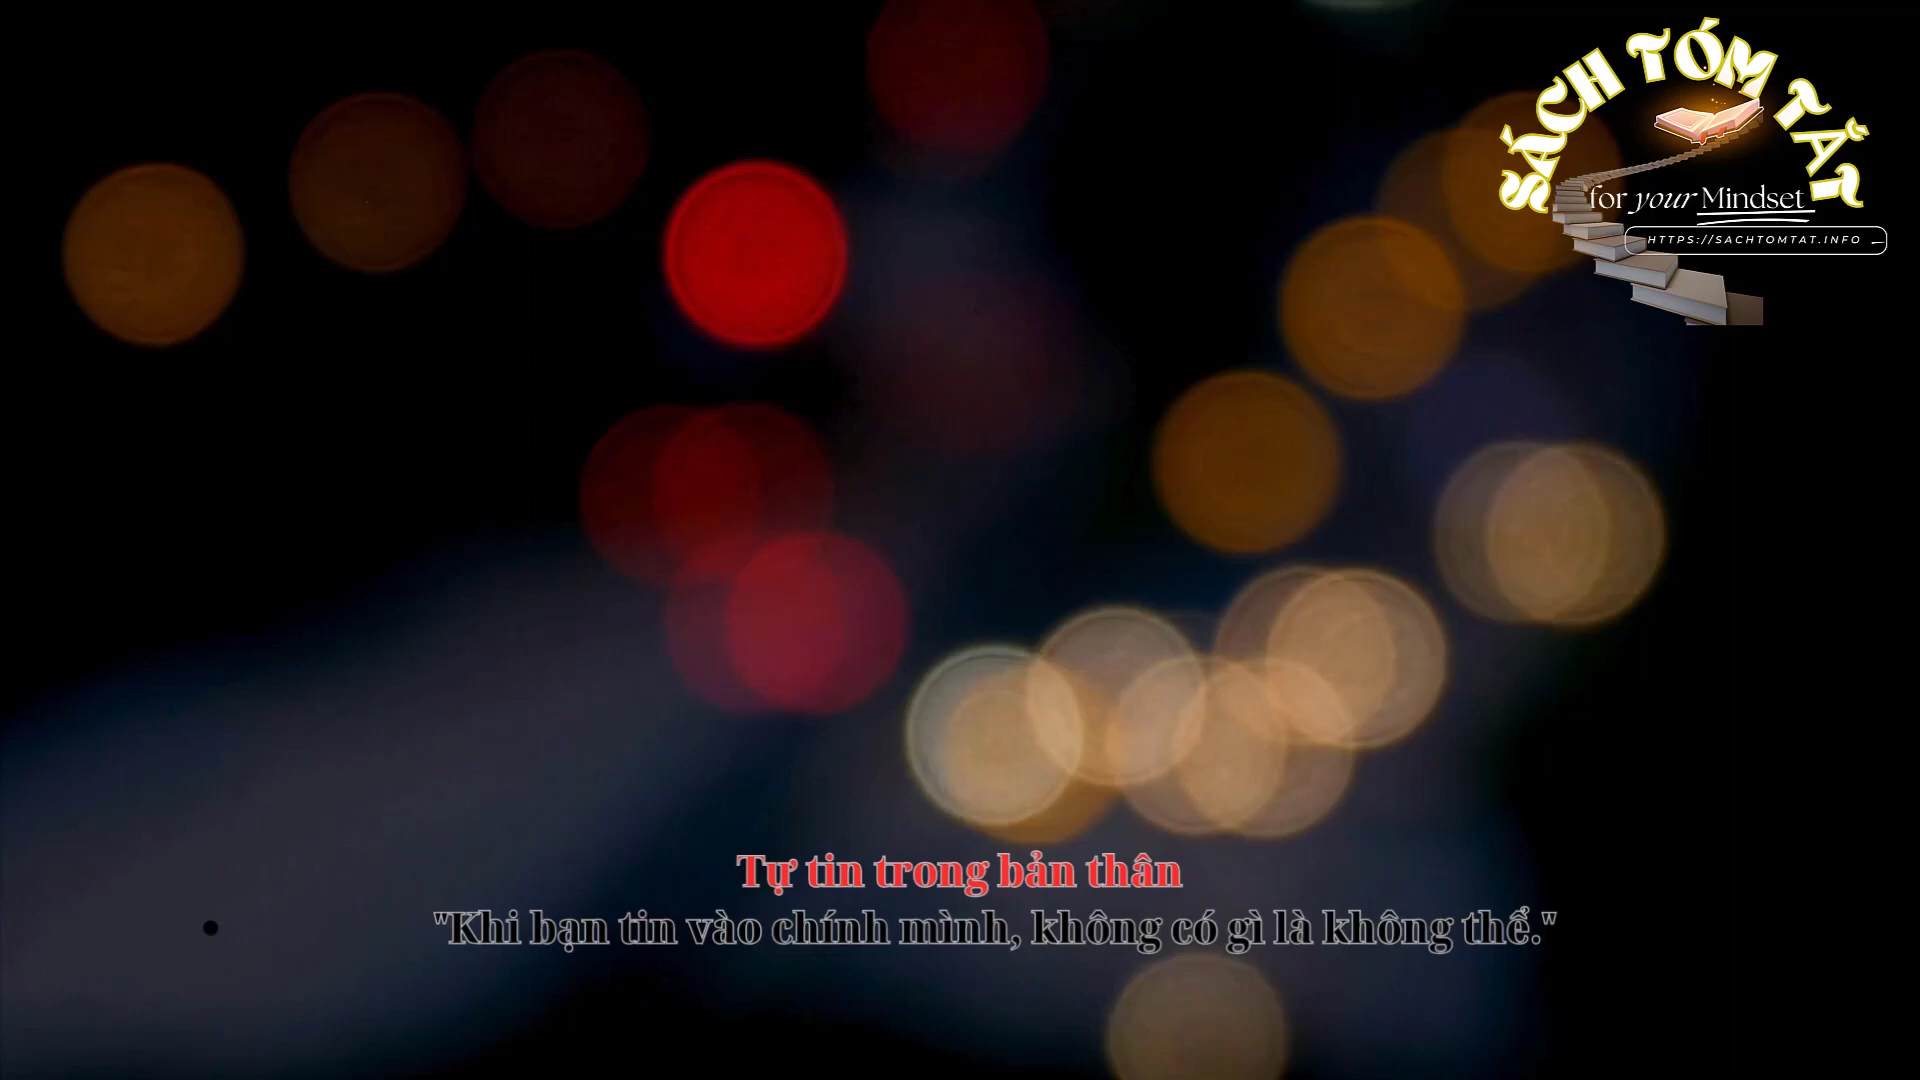 SÁCH TÓM TẮT
for your Mindset
HTTPS://SACHTOMTAT.INFO
Tự tin trong bản thân
"Khi bạn tin vào chính mình, không có gì là không thể."